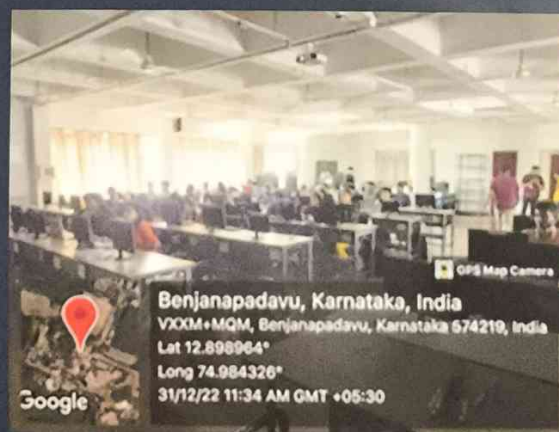 GPS Map Camera
Benjanapadavu, Karnataka, India
VXXM+MQM, Benjanapadavu, Karnataka 574219, India
Lat 12.898964°
Long 74.984326°
31/12/22 11:34 AM GMT +05:30
Google